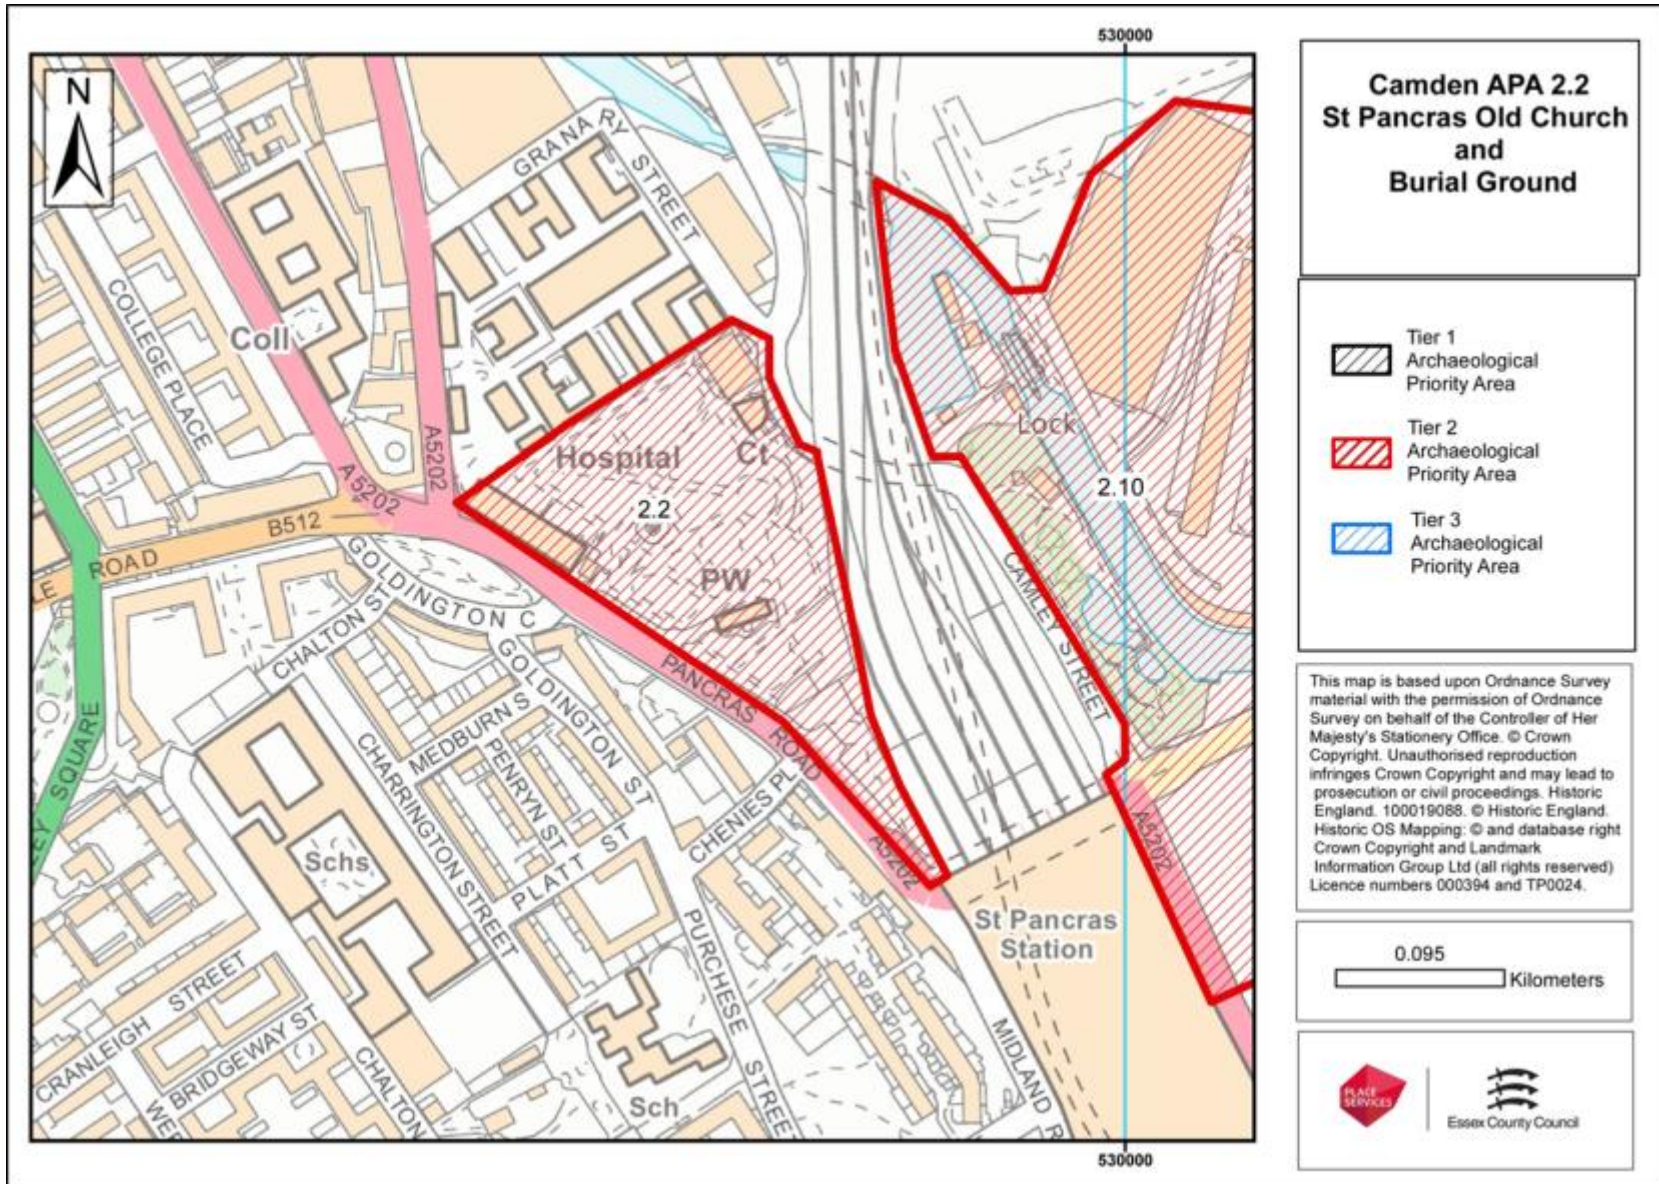 530000
Camden APA 2.2
St Pancras Old Church
and
Burial Ground
N
GRANARY
STREET
COLLEGE PLACE
Coll
A5202
A5202
B512
ROAD
E
Hospital
Ct
2.2
PW
Lock
2.10
CAMLEY STREET
GOLDINGTON C
GOLDINGTON ST
CHALTON ST
MEDBURN S
PENRYN ST
PLATT ST
CHARRINGTON STREET
CHENIES PL
PANCRAS
ROAD
A5202
A5202
SQUARE
LEY
Schs
St Pancras
Station
PURCHESE STREET
CRANLEIGH STREET
BRIDGEWAY ST
CHALTON
WER
Sch
MIDLAND R
530000
Tier 1
Archaeological
Priority Area
Tier 2
Archaeological
Priority Area
Tier 3
Archaeological
Priority Area
This map is based upon Ordnance Survey
material with the permission of Ordnance
Survey on behalf of the Controller of Her
Majesty's Stationery Office. © Crown
Copyright. Unauthorised reproduction
infringes Crown Copyright and may lead to
prosecution or civil proceedings. Historic
England. 100019088. © Historic England.
Historic OS Mapping: © and database right
Crown Copyright and Landmark
Information Group Ltd (all rights reserved)
Licence numbers 000394 and TP0024.
0.095
Kilometers
PLACE
SERVICES
Essex County Council